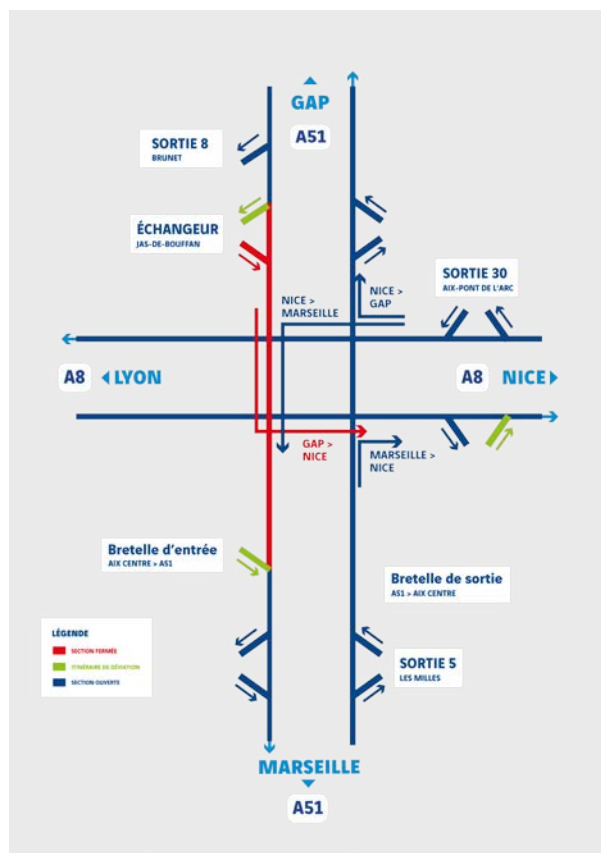 GAP
A51
SORTIE 8
BRUNET
ÉCHANGEUR
JAS-DE-BOUFFAN
SORTIE 30
AIX-PONT DE L'ARC
NICE >
MARSEILLE
NICE >
GAP
A8 LYON
A8 NICE
GAP >
NICE
MARSEILLE >
NICE
Bretelle d'entrée
AIX CENTRE > A51
Bretelle de sortie
A51 > AIX CENTRE
LÉGENDE
SECTION FERMÉE
ITINÉRAIRE DE DÉVIATION
SECTION OUVERTE
SORTIE 5
LES MILLES
MARSEILLE
A51